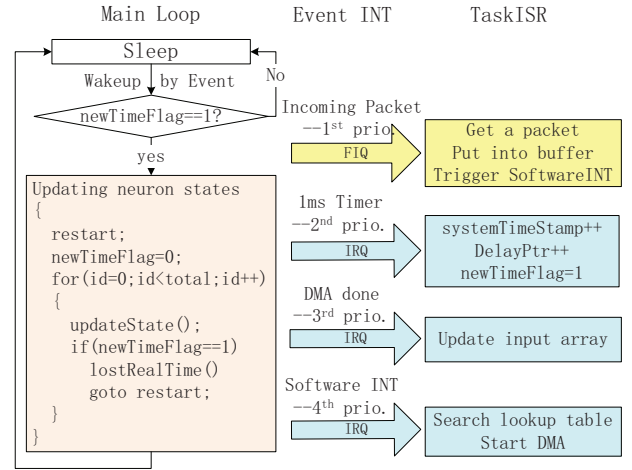 Main Loop
Event INT
TaskISR
Sleep
Wakeup by Event
No
newTimeFlag==1?
yes
Updating neuron states
{
restart;
newTimeFlag=0;
for(id=0;id<total;id++)
{
updateState();
if(newTimeFlag==1)
lostRealTime()
goto restart;
}
}
Incoming Packet
--1st prio.
FIQ
Get a packet
Put into buffer
Trigger SoftwareINT
1ms Timer
--2nd prio.
IRQ
systemTimeStamp++
DelayPtr++
newTimeFlag=1
DMA done
--3rd prio.
IRQ
Update input array
Software INT
--4th prio.
IRQ
Search lookup table
Start DMA